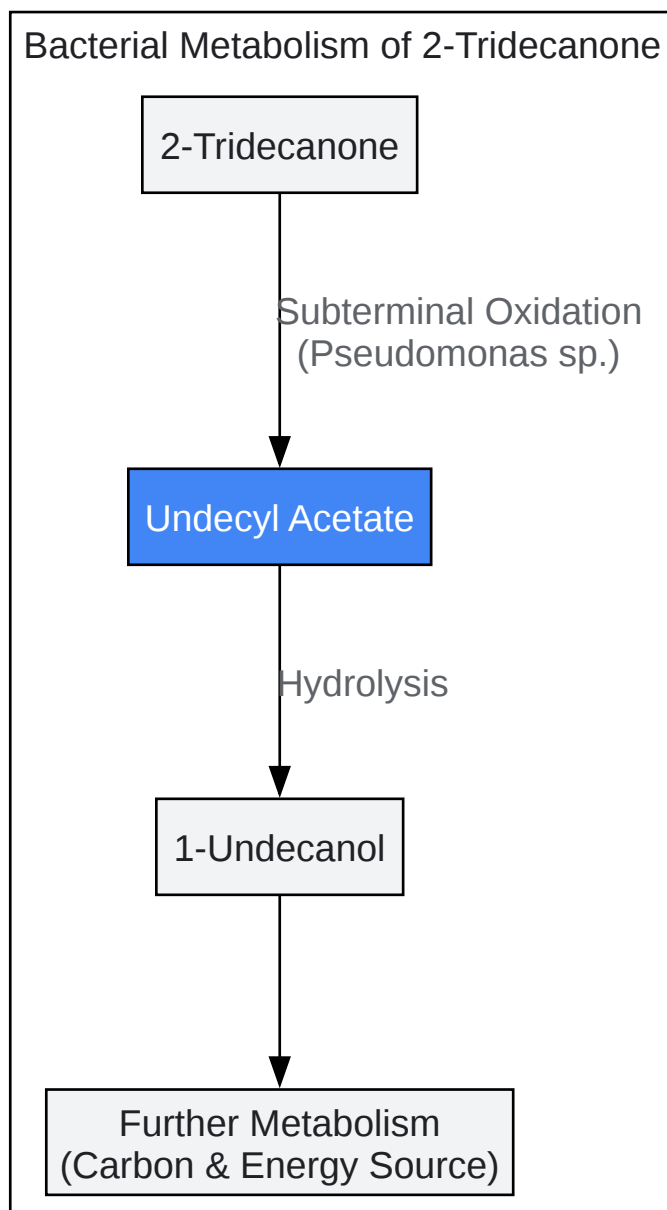 Bacterial Metabolism of 2-Tridecanone
2-Tridecanone
Subterminal Oxidation
(Pseudomonas sp.)
Undecyl Acetate
Hydrolysis
1-Undecanol
Further Metabolism
(Carbon & Energy Source)